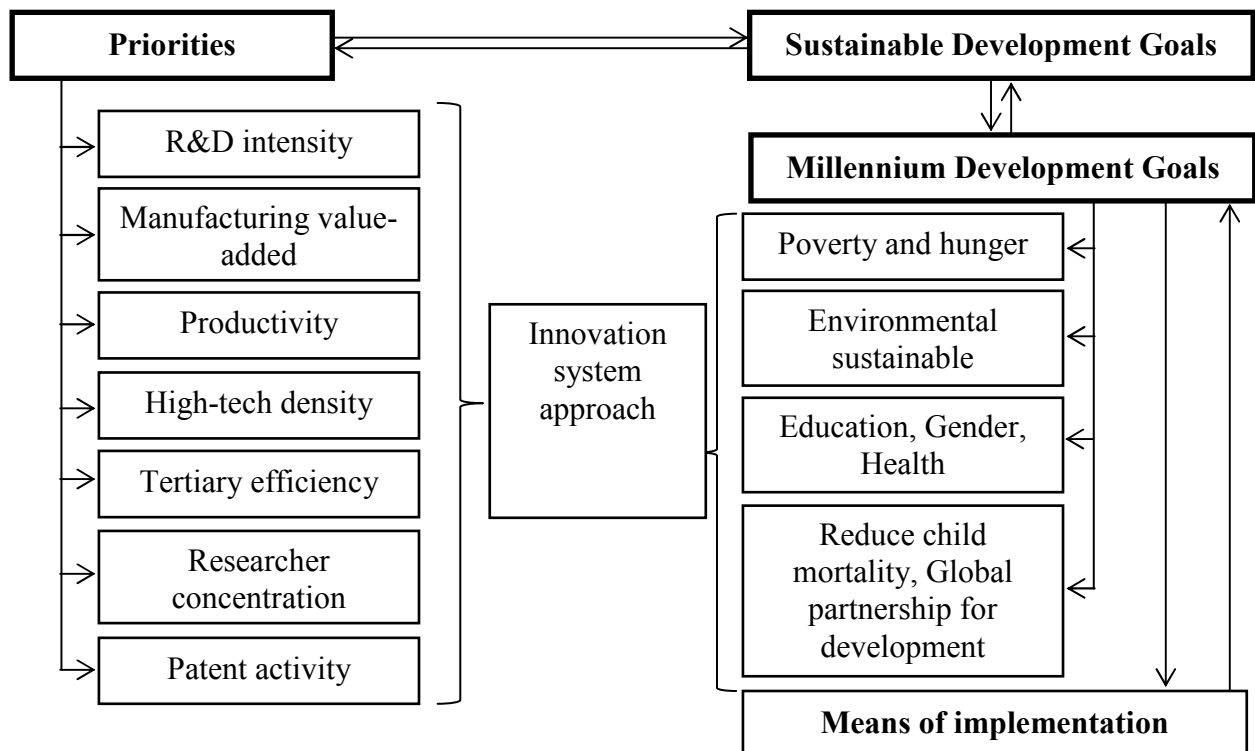 Priorities
Sustainable Development Goals
R&D intensity
Manufacturing value-
added
Productivity
High-tech density
Tertiary efficiency
Researcher
concentration
Patent activity
Innovation
system
approach
Millennium Development Goals
Poverty and hunger
Environmental
sustainable
Education, Gender,
Health
Reduce child
mortality, Global
partnership for
development
Means of implementation